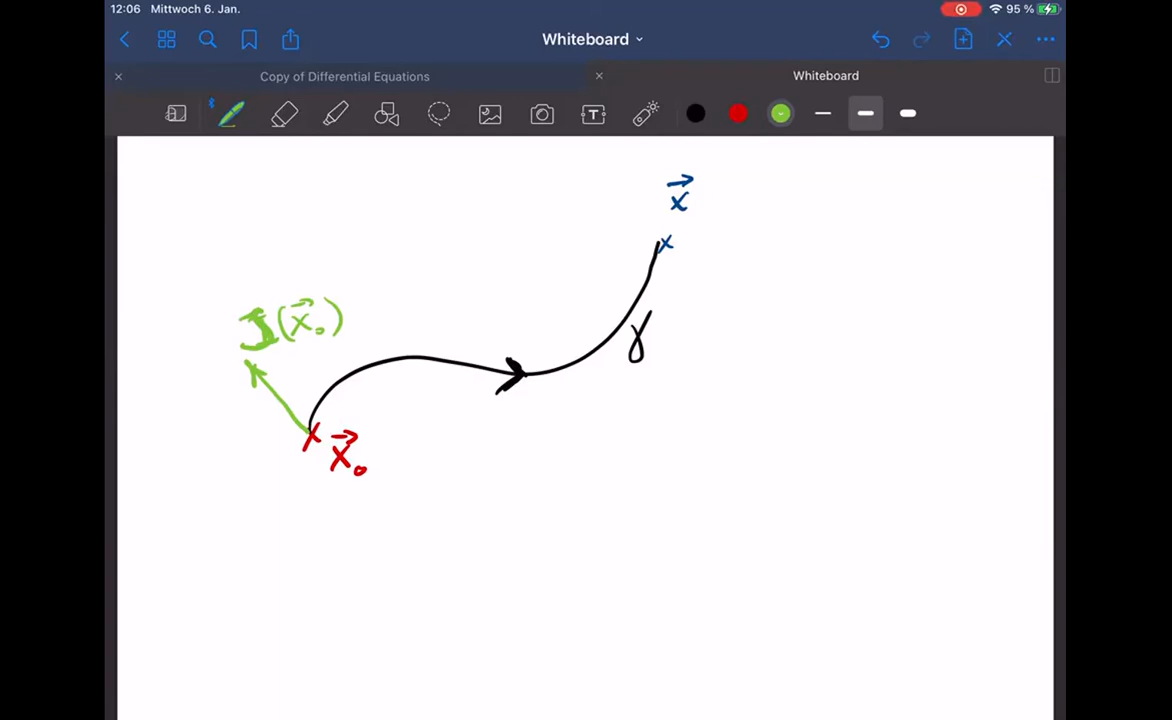 12:06 Mittwoch 6. Jan. 95 %
Whiteboard
Copy of Differential Equations Whiteboard
T
x⃗
x
J(x⃗₀)
γ
x x⃗₀